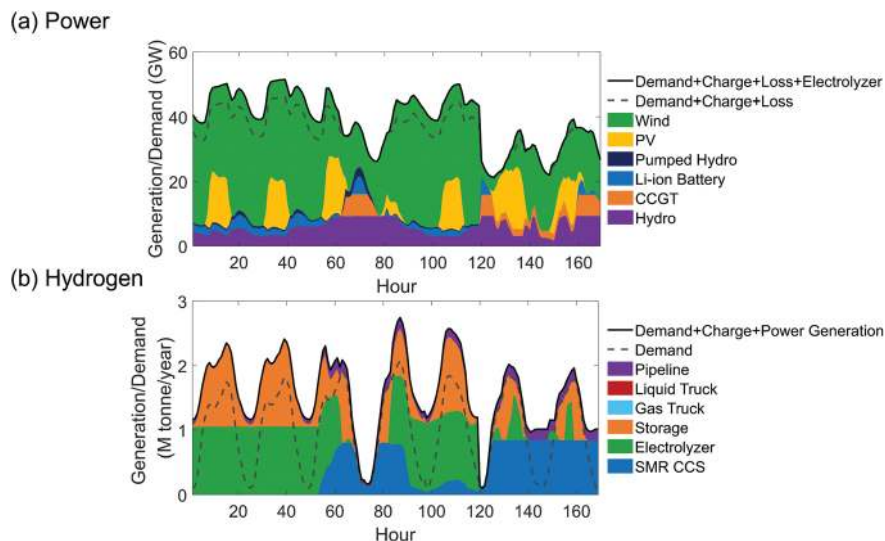 (a) Power
Generation/Demand (GW)
60
40
20
0
20 40 60 80 100 120 140 160
Hour
Demand+Charge+Loss+Electrolyzer
Demand+Charge+Loss
Wind
PV
Pumped Hydro
Li-ion Battery
CCGT
Hydro
(b) Hydrogen
Generation/Demand
(M tonne/year)
3
2
1
0
20 40 60 80 100 120 140 160
Hour
Demand+Charge+Power Generation
Demand
Pipeline
Liquid Truck
Gas Truck
Storage
Electrolyzer
SMR CCS